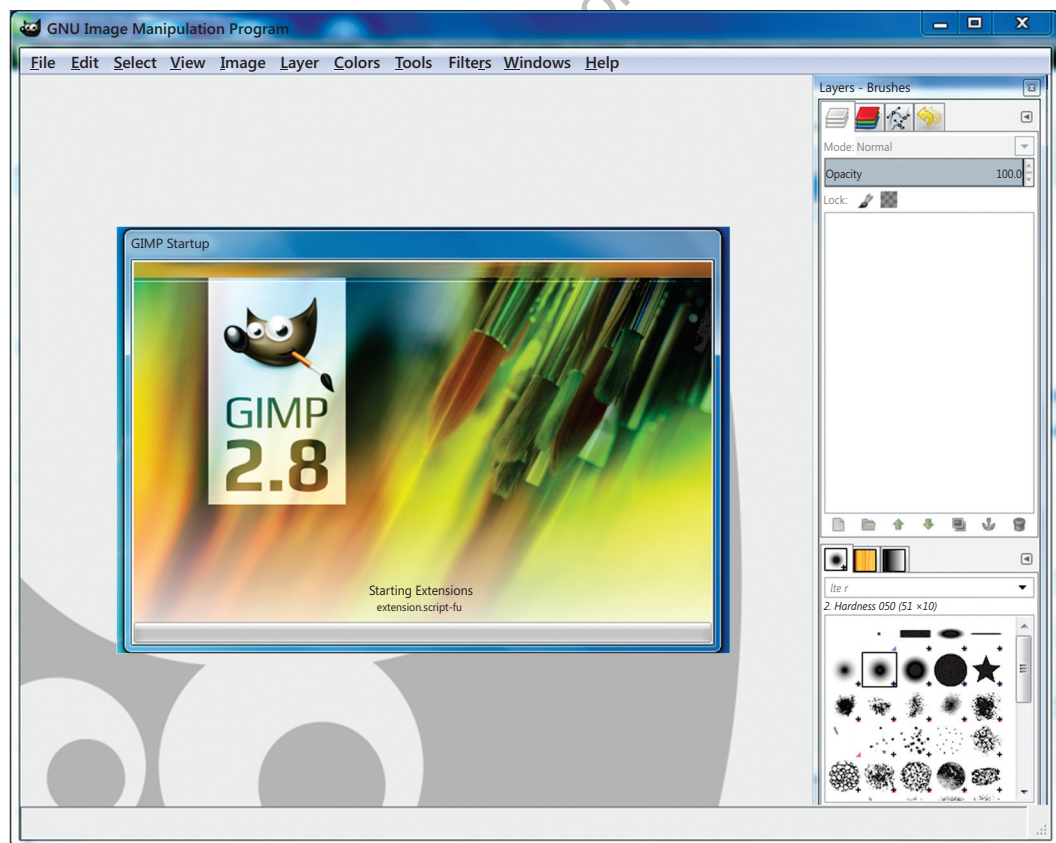 GNU Image Manipulation Program
File Edit Select View Image Layer Colors Tools Filters Windows Help
Layers - Brushes
Mode: Normal
Opacity 100.0
Lock:
GIMP Startup
GIMP
2.8
Starting Extensions
extension.script-fu
lte r
2. Hardness 050 (51 ×10)